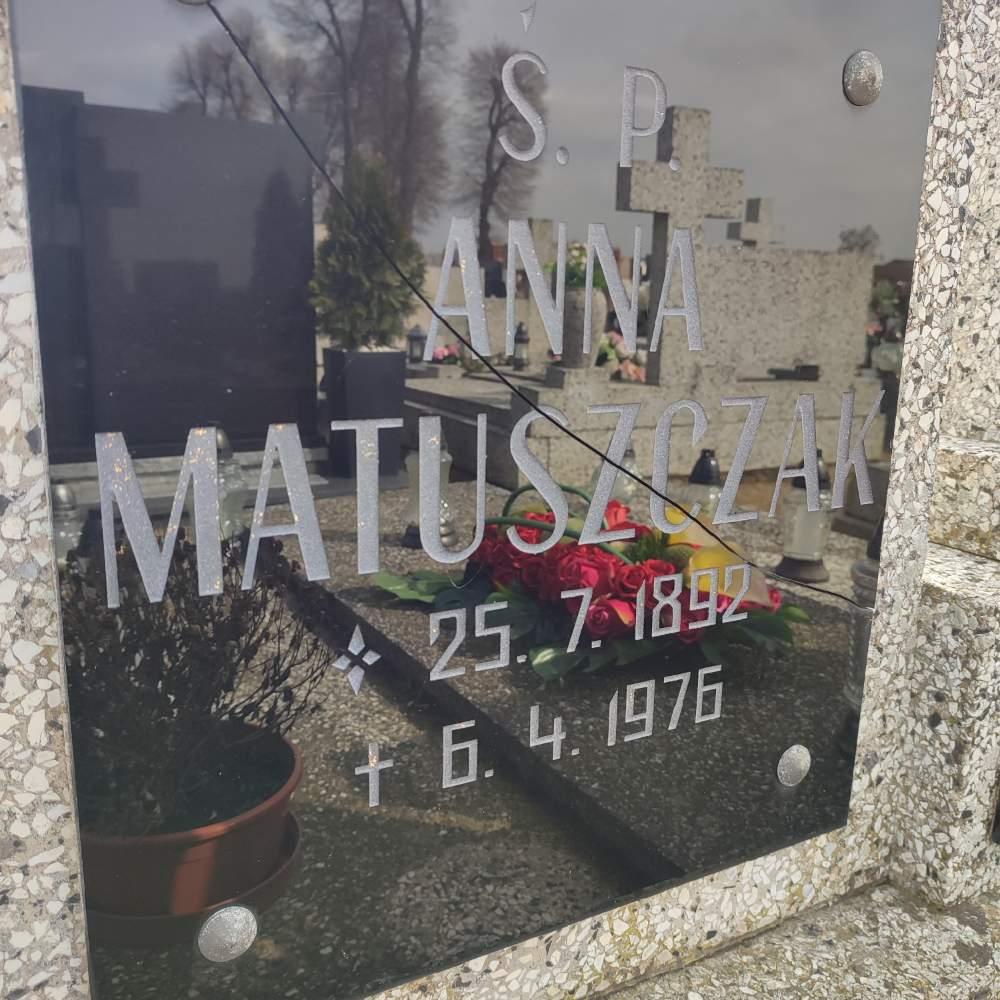 Ś. P.
ANNA
MATUSZCZAK
25. 7. 1892
† 6. 4. 1976